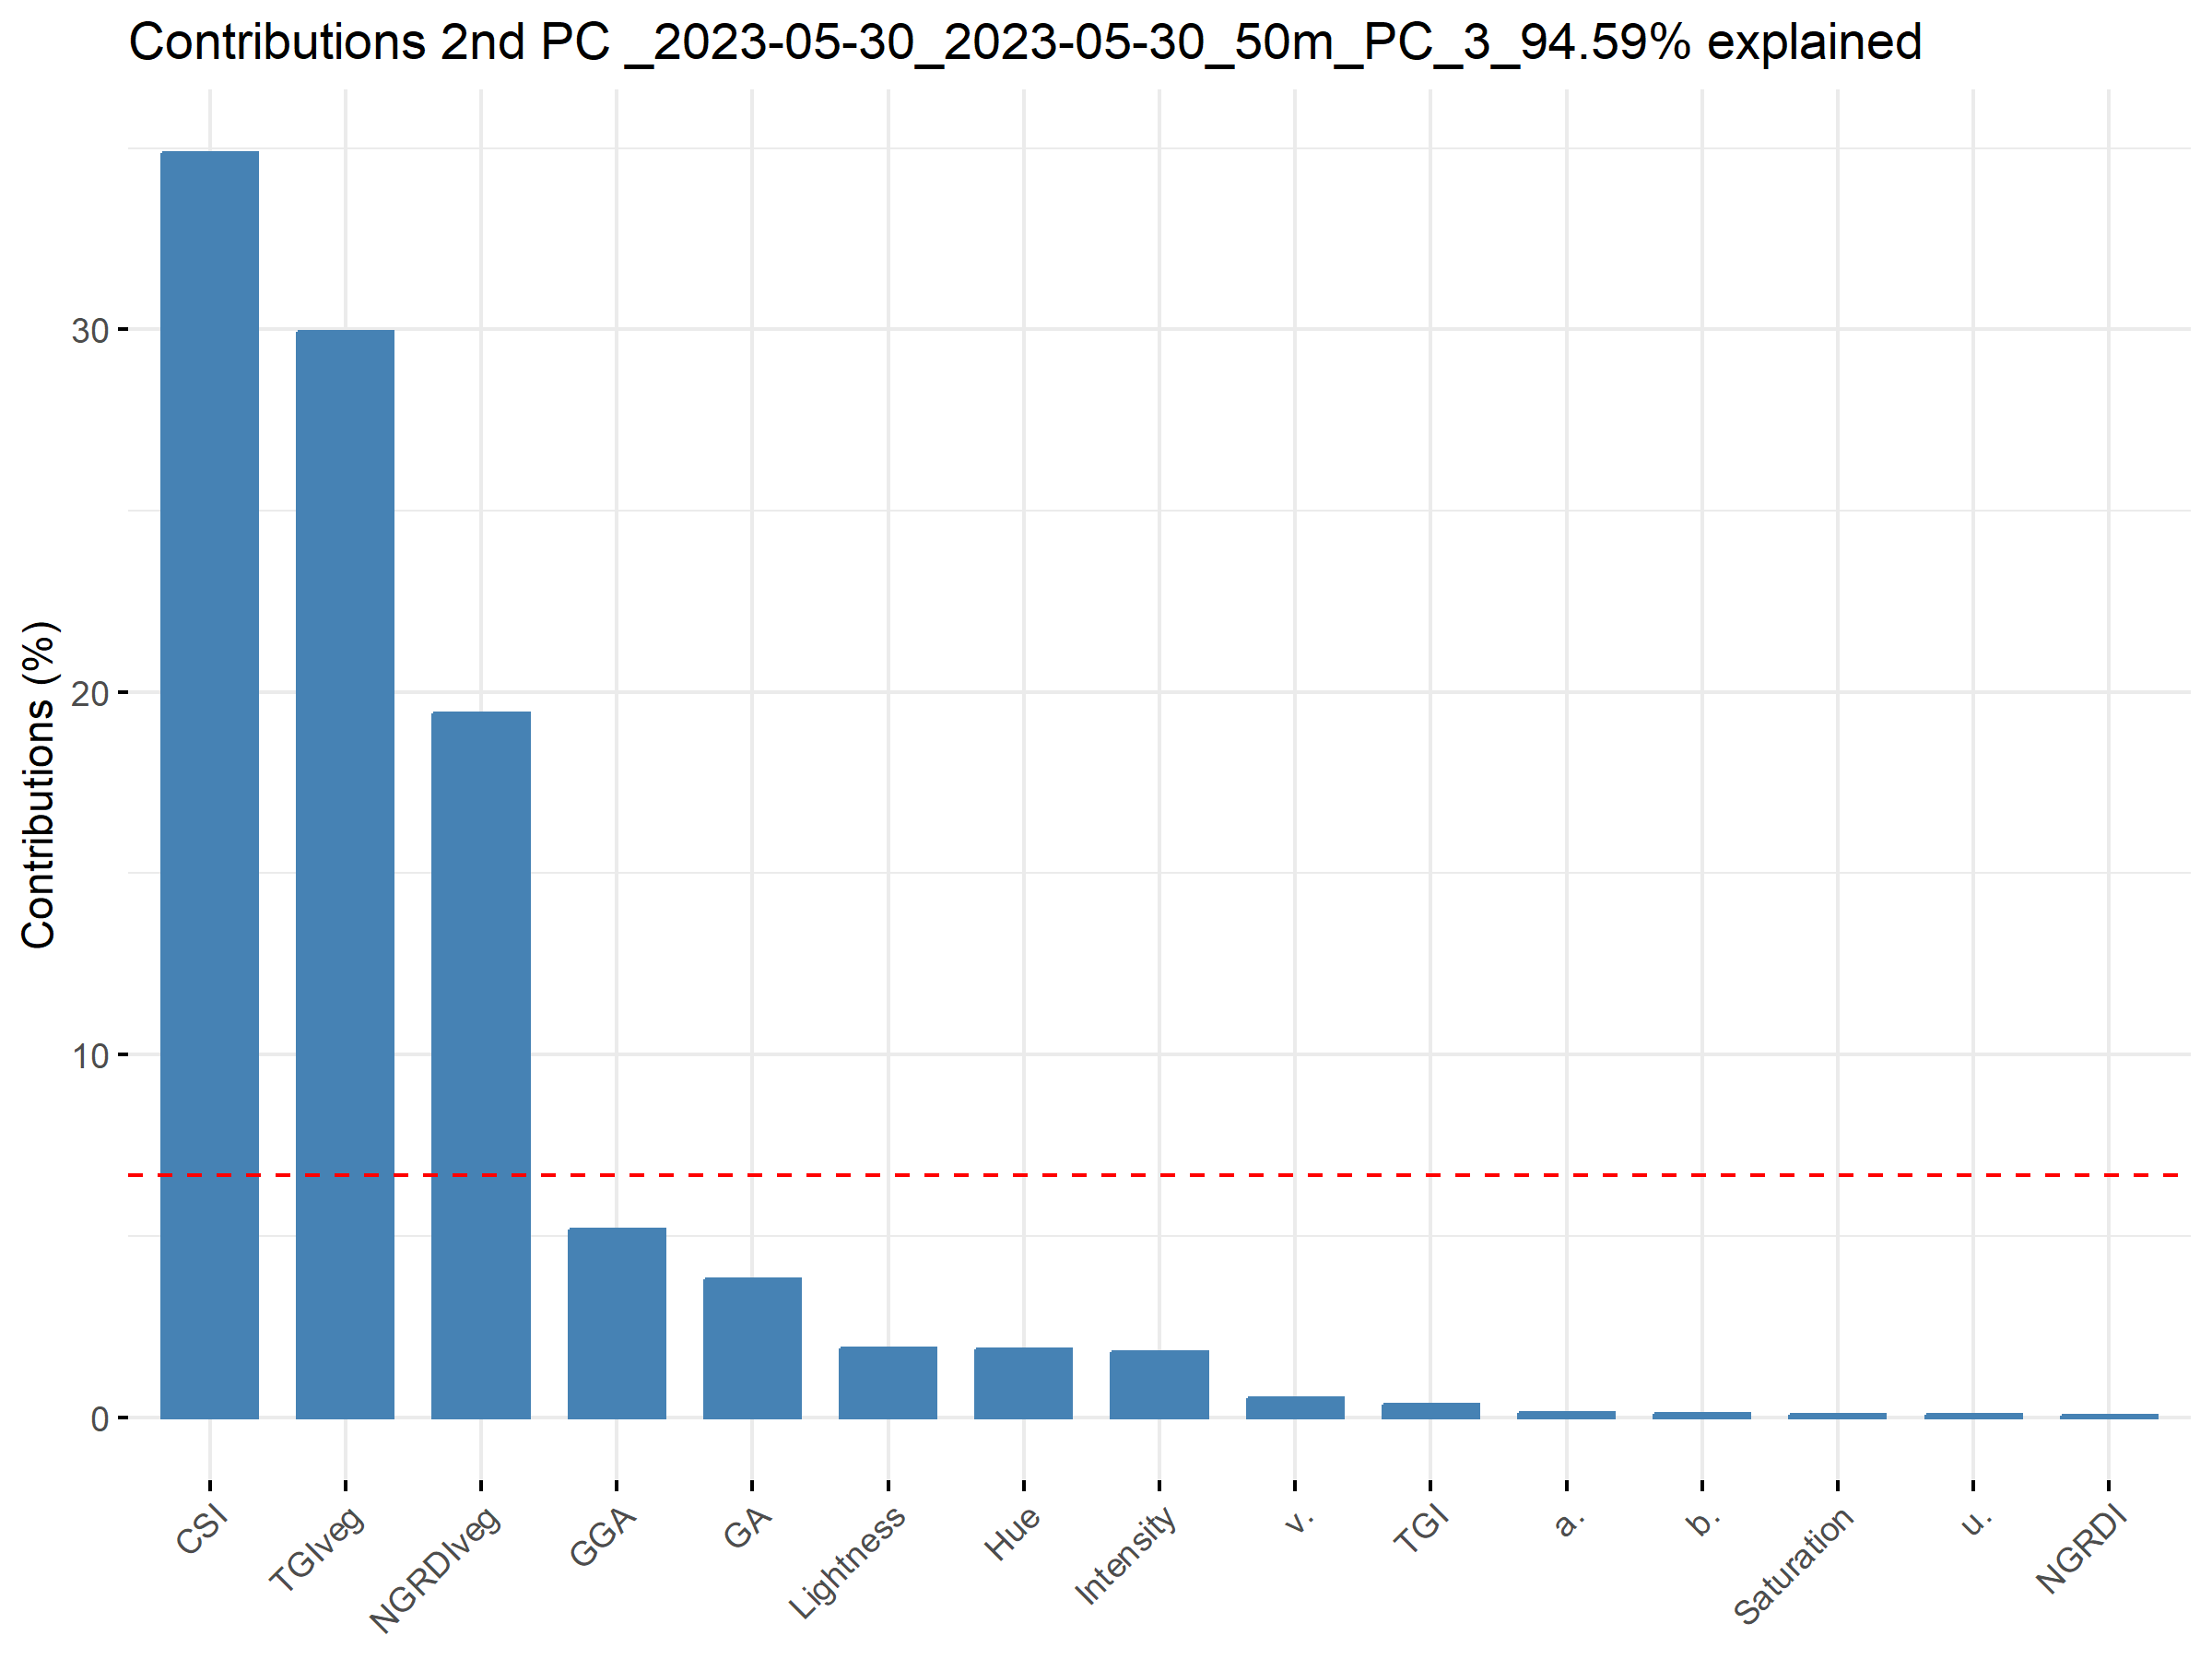 Contributions 2nd PC _2023-05-30_2023-05-30_50m_PC_3_94.59% explained
Contributions (%)
30
20
10
0
CSI
TGIveg
NGRDIveg
GGA
GA
Lightness
Hue
Intensity
v.
TGI
a.
b.
Saturation
u.
NGRDI